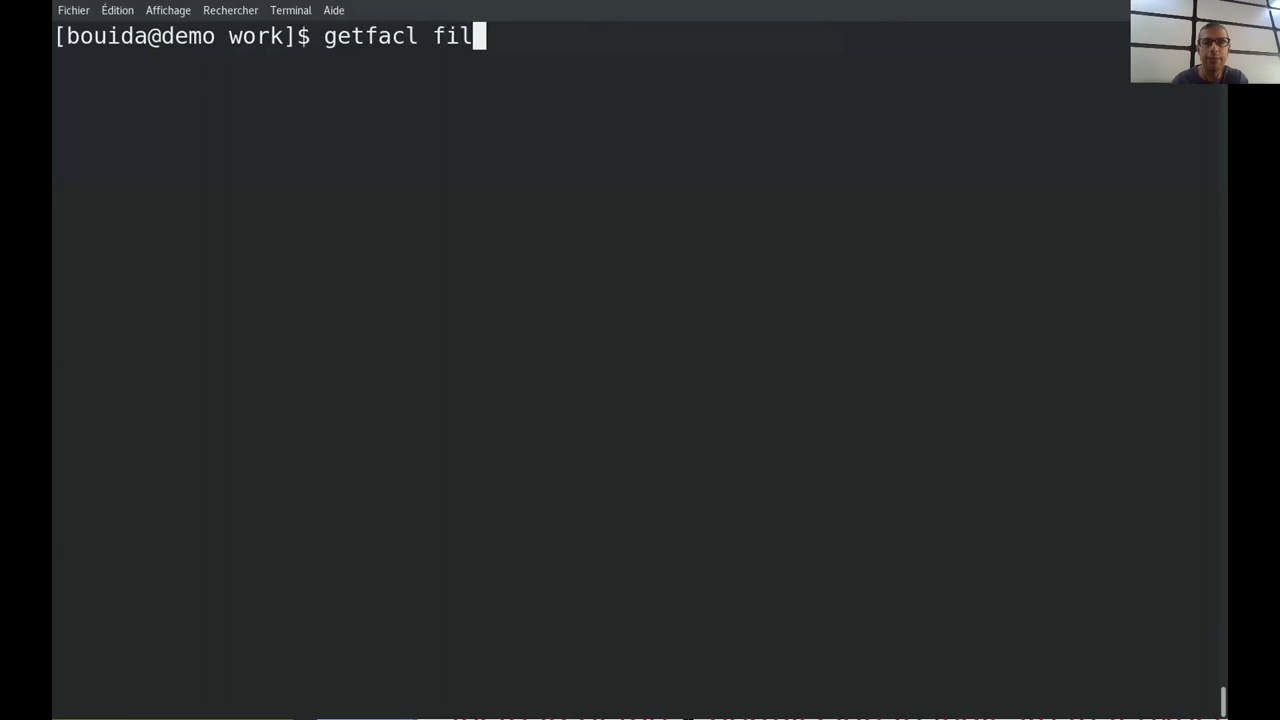 Fichier Édition Affichage Rechercher Terminal Aide
[bouida@demo work]$ getfacl fil